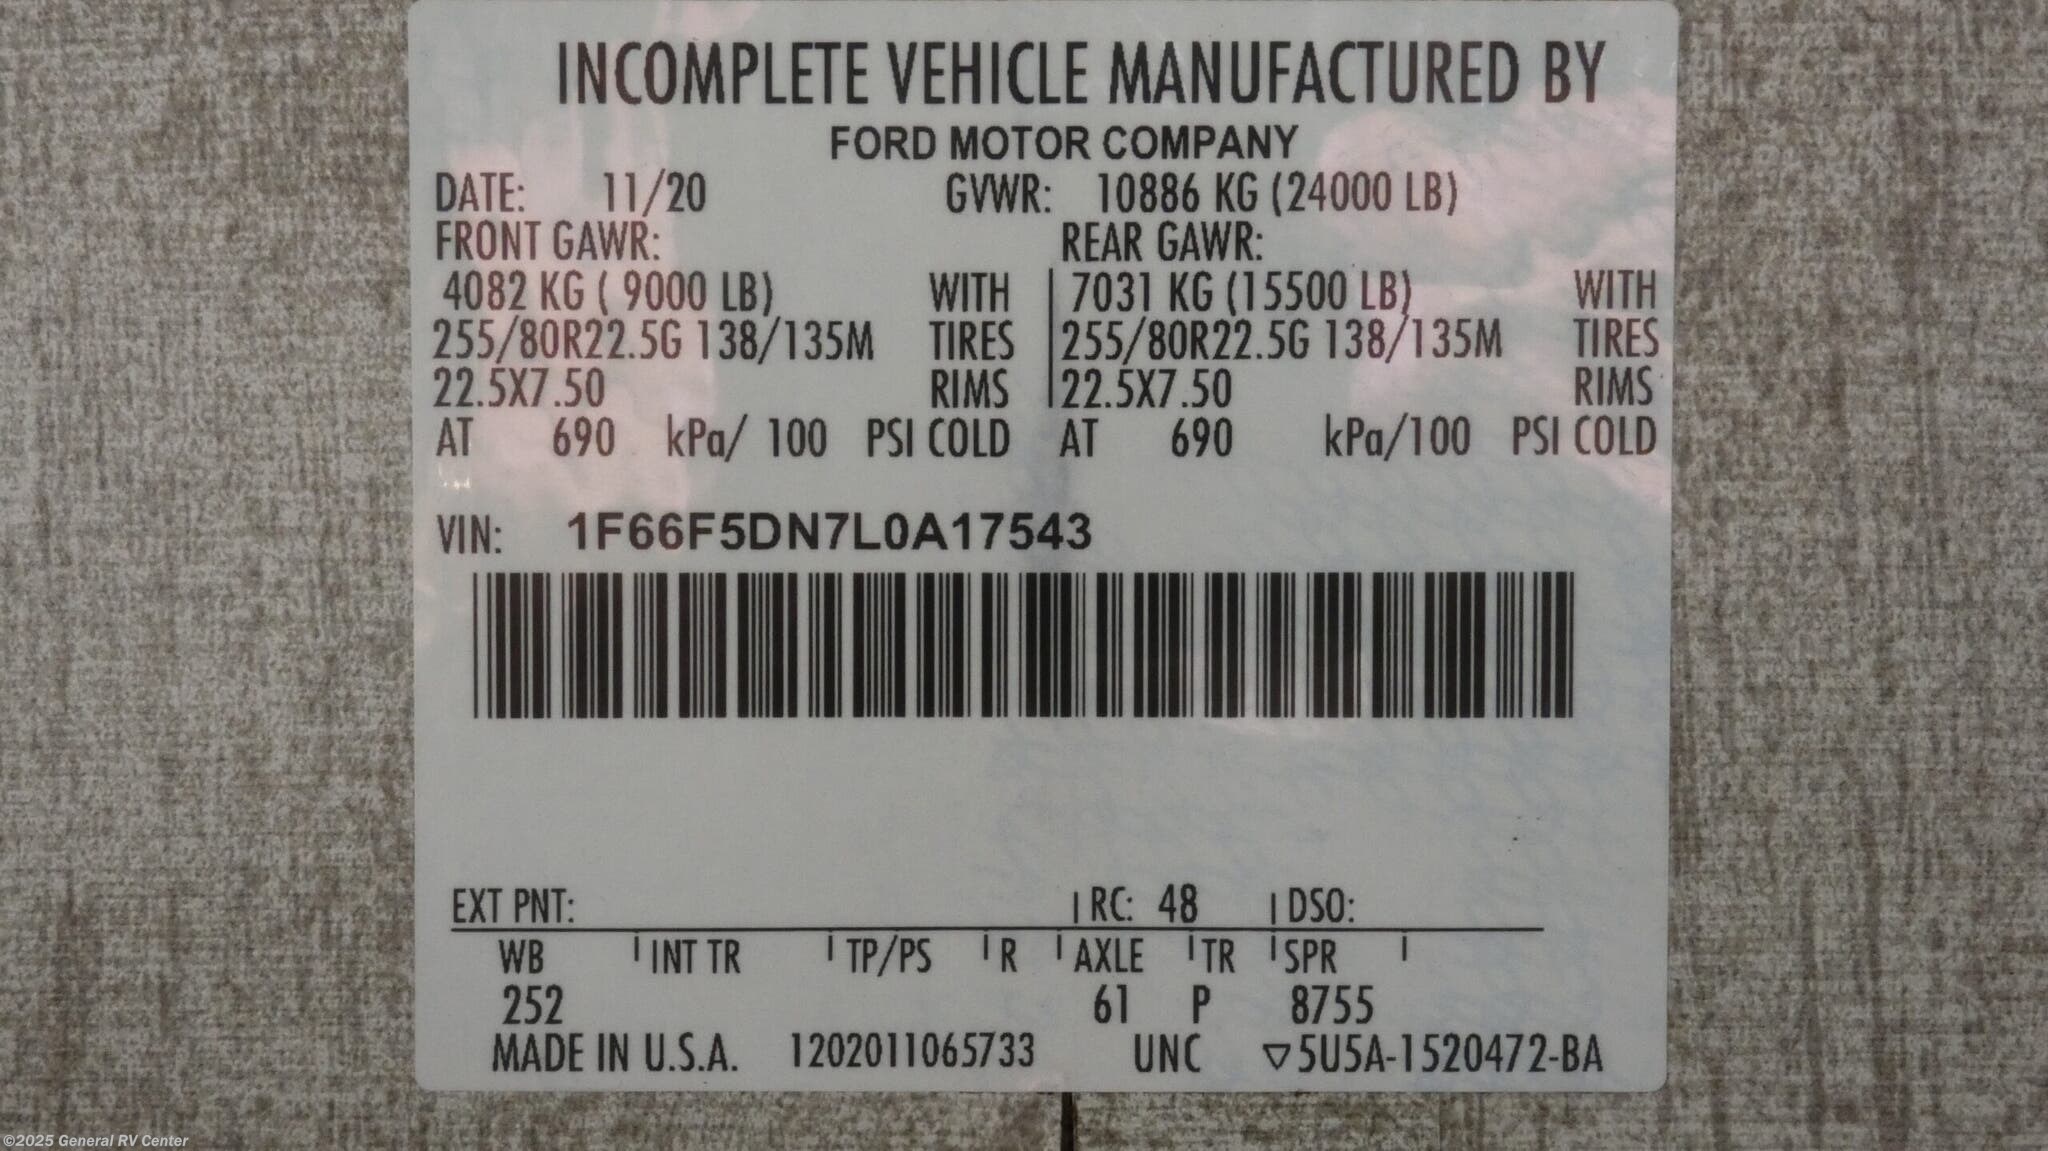 INCOMPLETE VEHICLE MANUFACTURED BY
FORD MOTOR COMPANY
DATE: 11/20 GVWR: 10886 KG (24000 LB)
FRONT GAWR: REAR GAWR:
4082 KG ( 9000 LB) WITH 7031 KG (15500 LB) WITH
255/80R22.5G 138/135M TIRES 255/80R22.5G 138/135M TIRES
22.5X7.50 RIMS 22.5X7.50 RIMS
AT 690 kPa/ 100 PSI COLD AT 690 kPa/100 PSI COLD
VIN: 1F66F5DN7L0A17543
EXT PNT: RC: 48 DSO:
WB INT TR TP/PS R AXLE TR SPR
252 61 P 8755
MADE IN U.S.A. 1202011065733 UNC ▽5U5A-1520472-BA
©2025 General RV Center